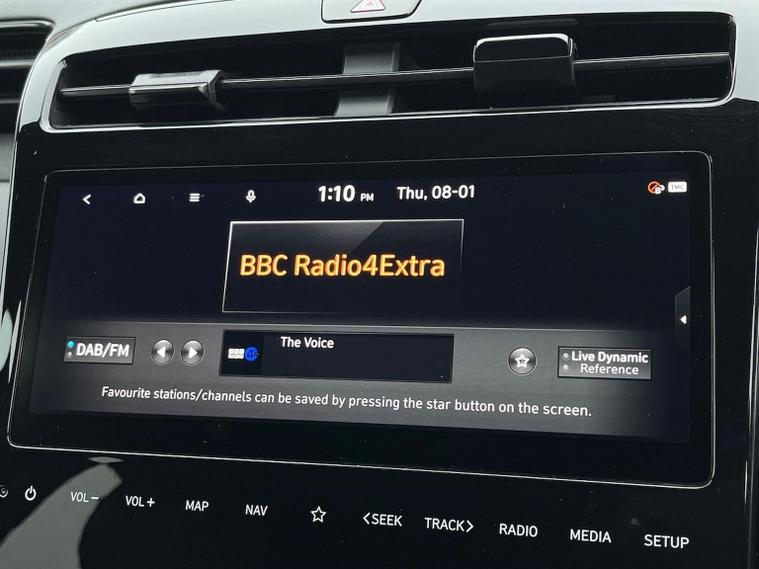 1:10 PM Thu, 08-01
TMC
BBC Radio4Extra
DAB/FM
BBC
The Voice
Live Dynamic
Reference
Favourite stations/channels can be saved by pressing the star button on the screen.
VOL− VOL+ MAP NAV <SEEK TRACK> RADIO MEDIA SETUP